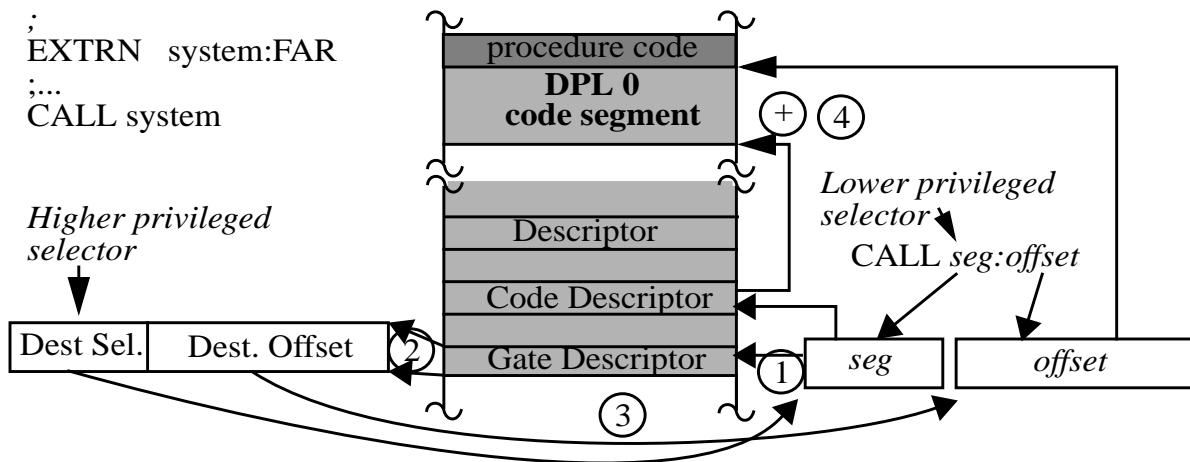 ;
EXTRN system:FAR
;...
CALL system
procedure code
DPL 0
code segment
+
4
Higher privileged
selector
Lower privileged
selector
CALL seg:offset
Descriptor
Code Descriptor
Dest Sel.
Dest. Offset
2
Gate Descriptor
1
seg
offset
3